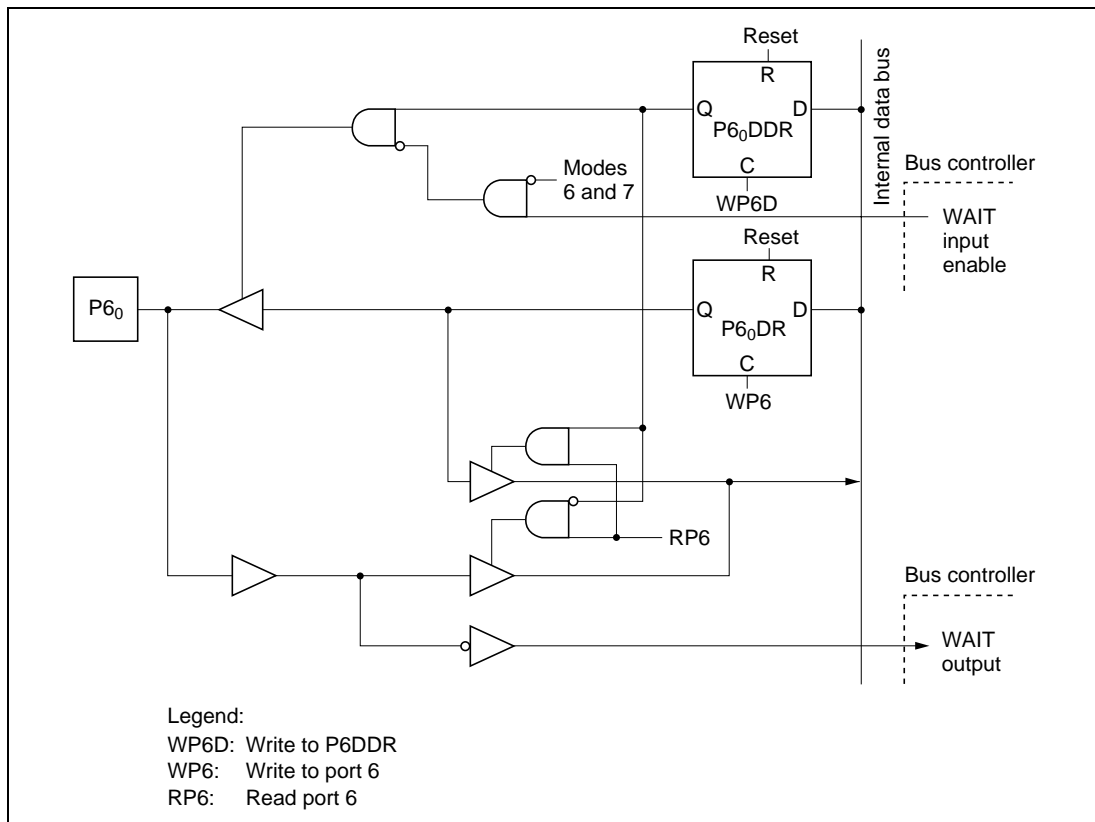 Reset
R
Q
D
P6₀DDR
C
WP6D
Internal data bus
Bus controller
WAIT
input
enable
Modes
6 and 7
Reset
R
P6₀
Q
D
P6₀DR
C
WP6
RP6
Bus controller
WAIT
output
Legend:
WP6D: Write to P6DDR
WP6: Write to port 6
RP6: Read port 6